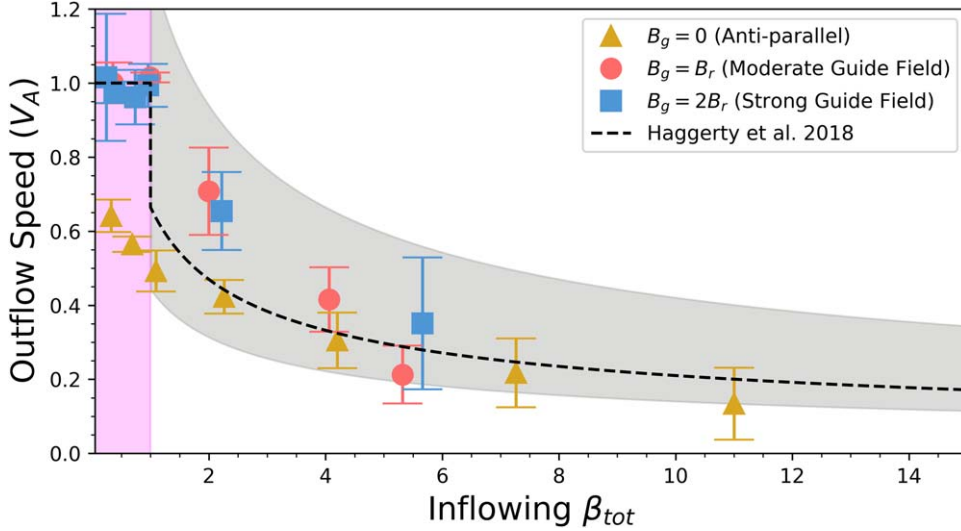 1.2
1.0
0.8
0.6
0.4
0.2
0.0
Outflow Speed (V_A)
B_g = 0 (Anti-parallel)
B_g = B_r (Moderate Guide Field)
B_g = 2B_r (Strong Guide Field)
Haggerty et al. 2018
2 4 6 8 10 12 14
Inflowing β_tot